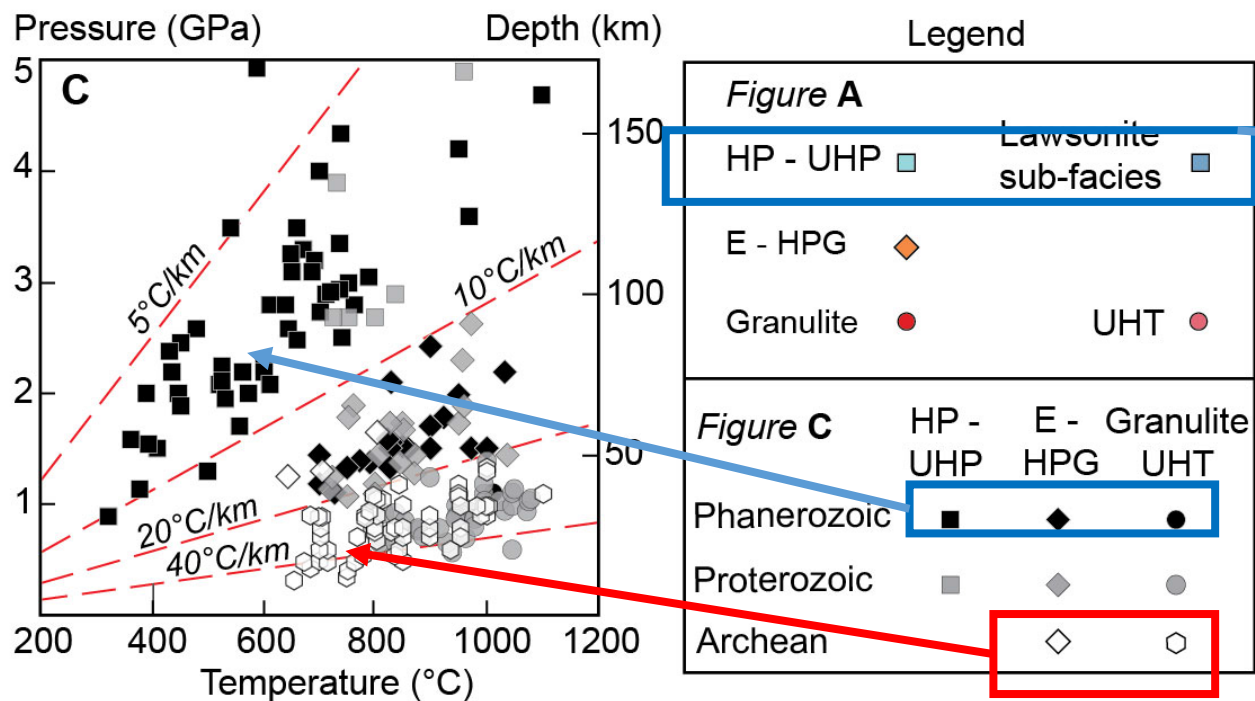 Pressure (GPa)
Depth (km)
C
5
4
3
2
1
150
100
50
5°C/km
10°C/km
20°C/km
40°C/km
200
400
600
800
1000
1200
Temperature (°C)
Legend
Figure A
HP - UHP
Lawsonite
sub-facies
E - HPG
Granulite
UHT
Figure C
HP -
UHP
E -
HPG
Granulite
UHT
Phanerozoic
Proterozoic
Archean